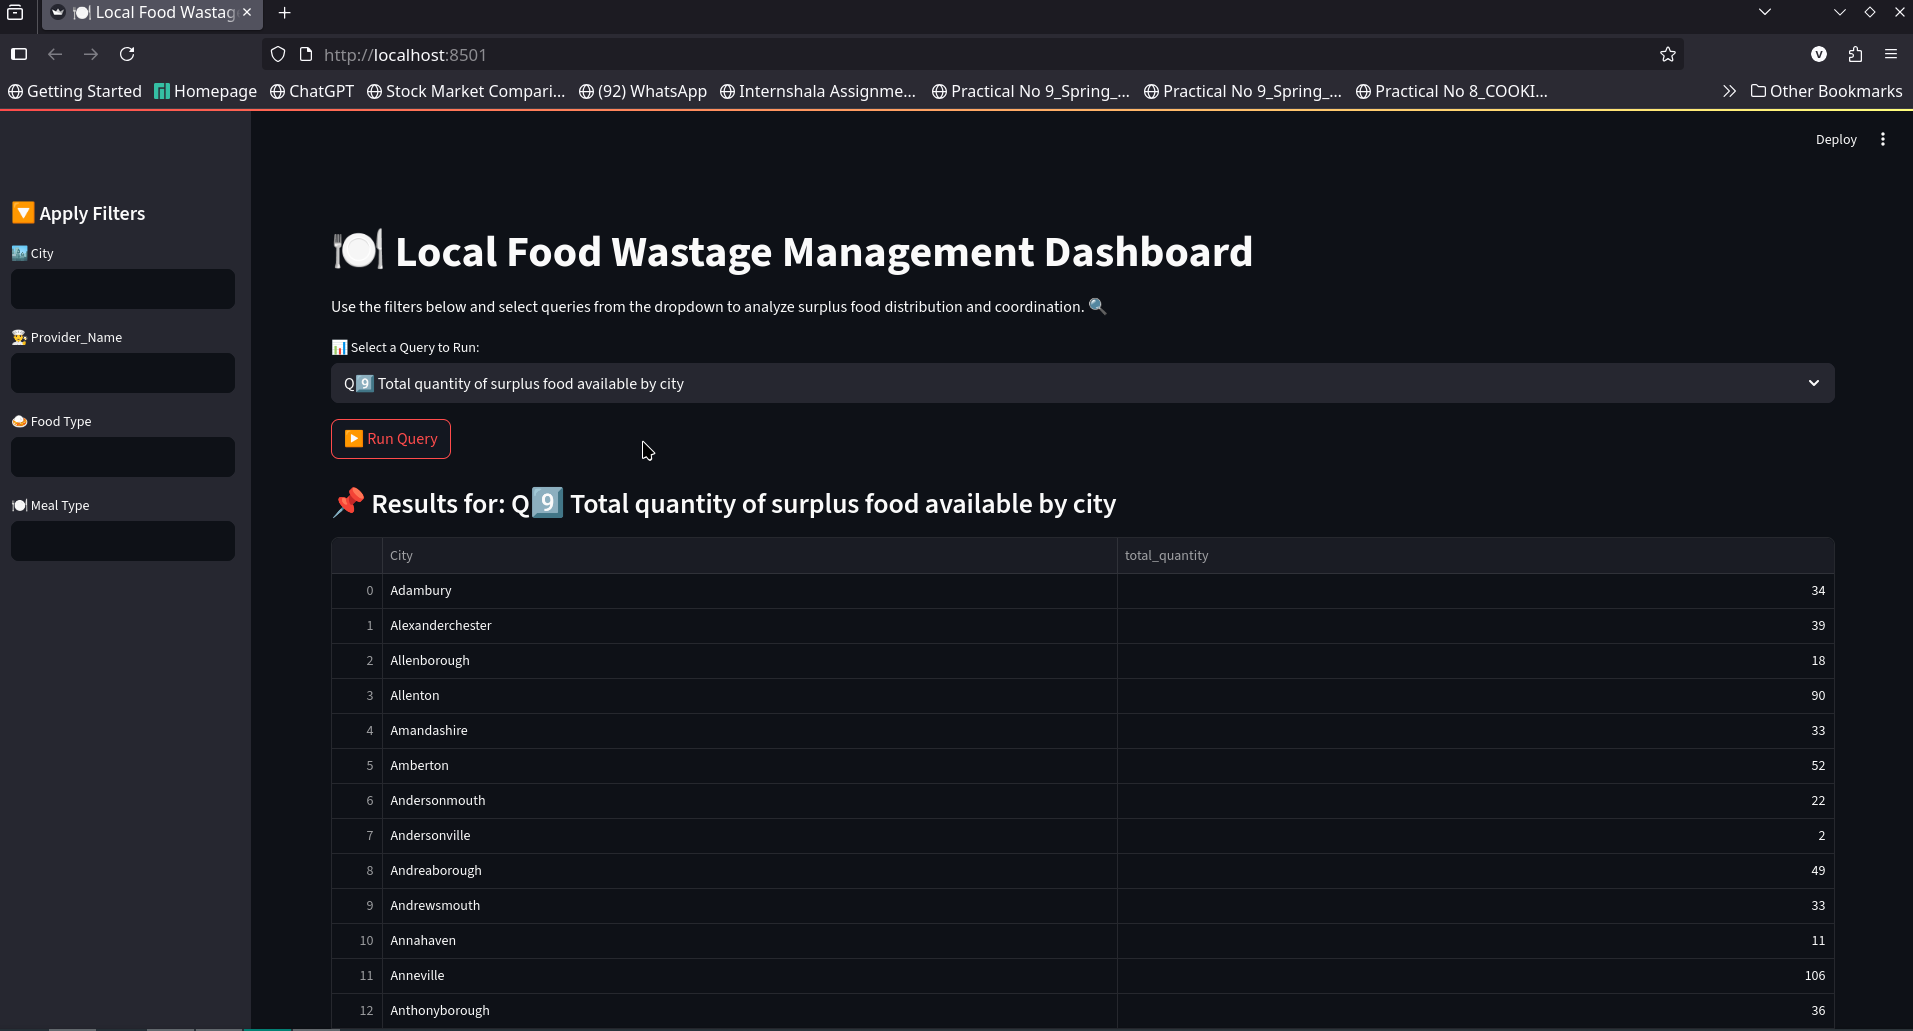 🍽️ Local Food Wastag
http://localhost:8501
V
Getting Started Homepage ChatGPT Stock Market Compari... (92) WhatsApp Internshala Assignme... Practical No 9_Spring_... Practical No 9_Spring_... Practical No 8_COOKI... Other Bookmarks
Deploy
🔽 Apply Filters
🏙️ City
👨‍🍳 Provider_Name
🍛 Food Type
🍽️ Meal Type
🍽️ Local Food Wastage Management Dashboard
Use the filters below and select queries from the dropdown to analyze surplus food distribution and coordination. 🔍
📊 Select a Query to Run:
Q9️⃣ Total quantity of surplus food available by city
▶️ Run Query
📌 Results for: Q9️⃣ Total quantity of surplus food available by city
City total_quantity
0 Adambury 34
1 Alexanderchester 39
2 Allenborough 18
3 Allenton 90
4 Amandashire 33
5 Amberton 52
6 Andersonmouth 22
7 Andersonville 2
8 Andreaborough 49
9 Andrewsmouth 33
10 Annahaven 11
11 Anneville 106
12 Anthonyborough 36